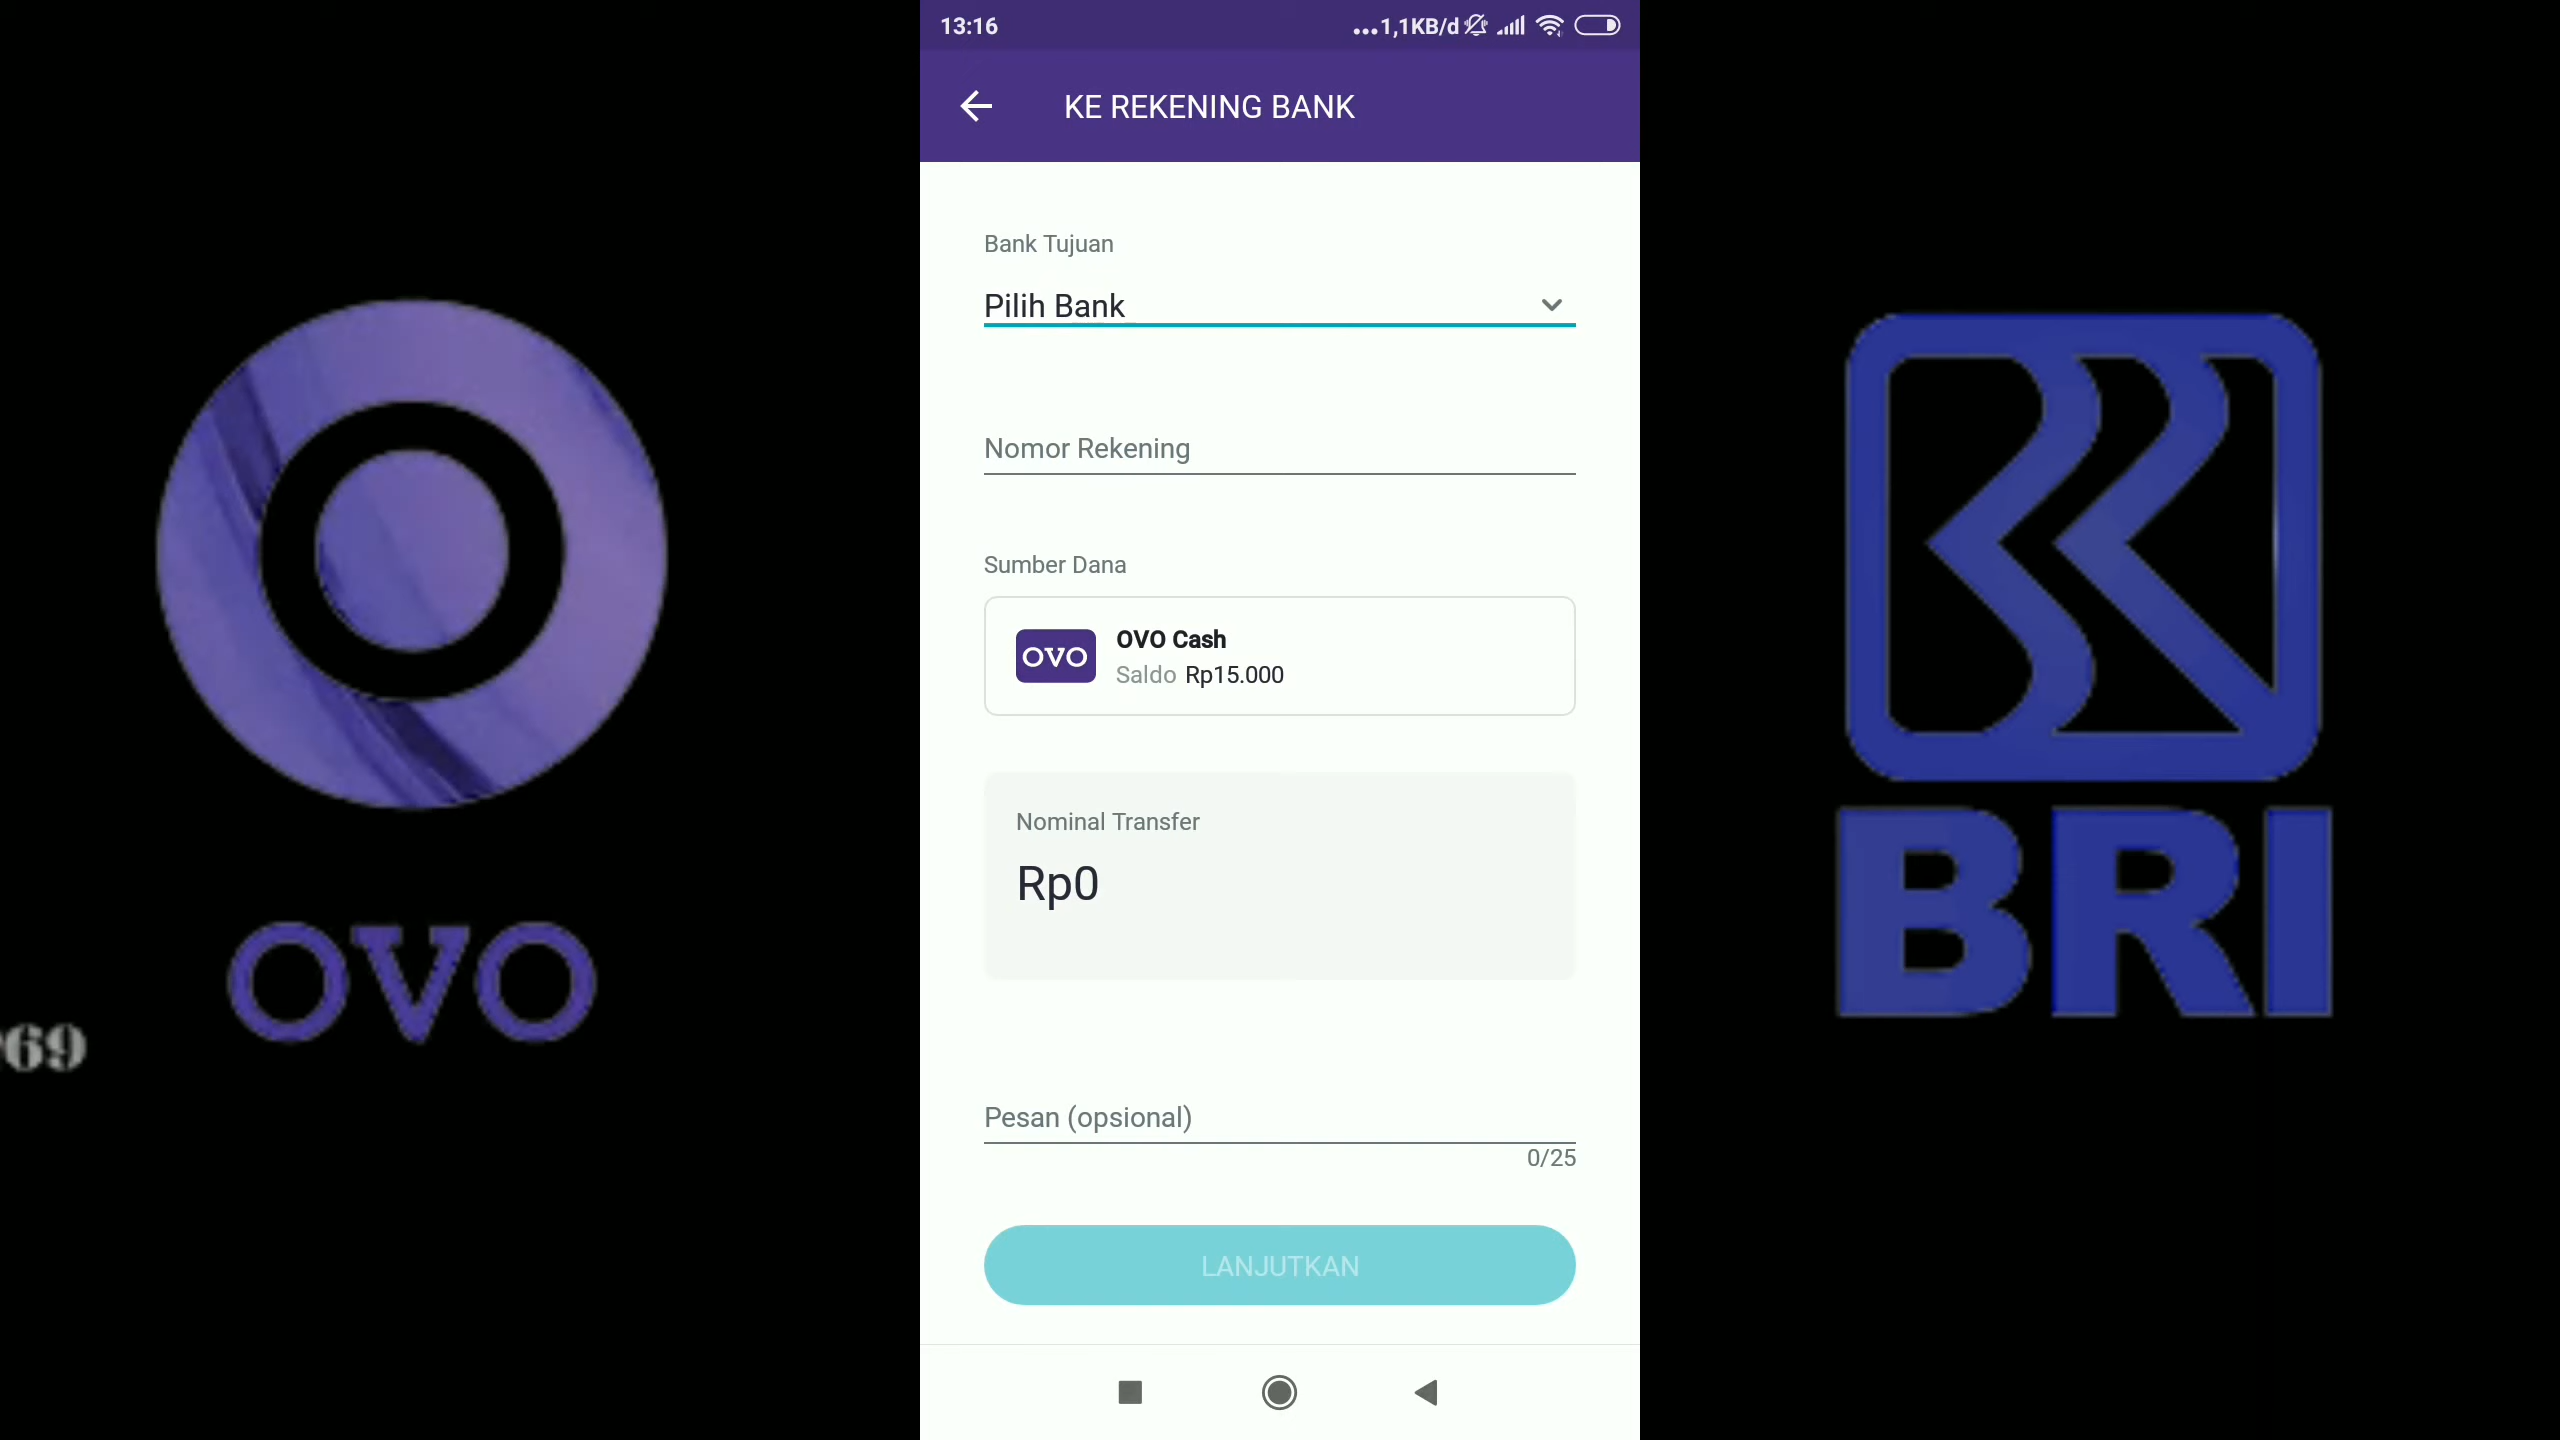 13:16
...1,1KB/d
KE REKENING BANK
Bank Tujuan
Pilih Bank
Nomor Rekening
Sumber Dana
OVO
OVO Cash
Saldo Rp15.000
Nominal Transfer
Rp0
Pesan (opsional)
0/25
LANJUTKAN
OVO
69
BRI